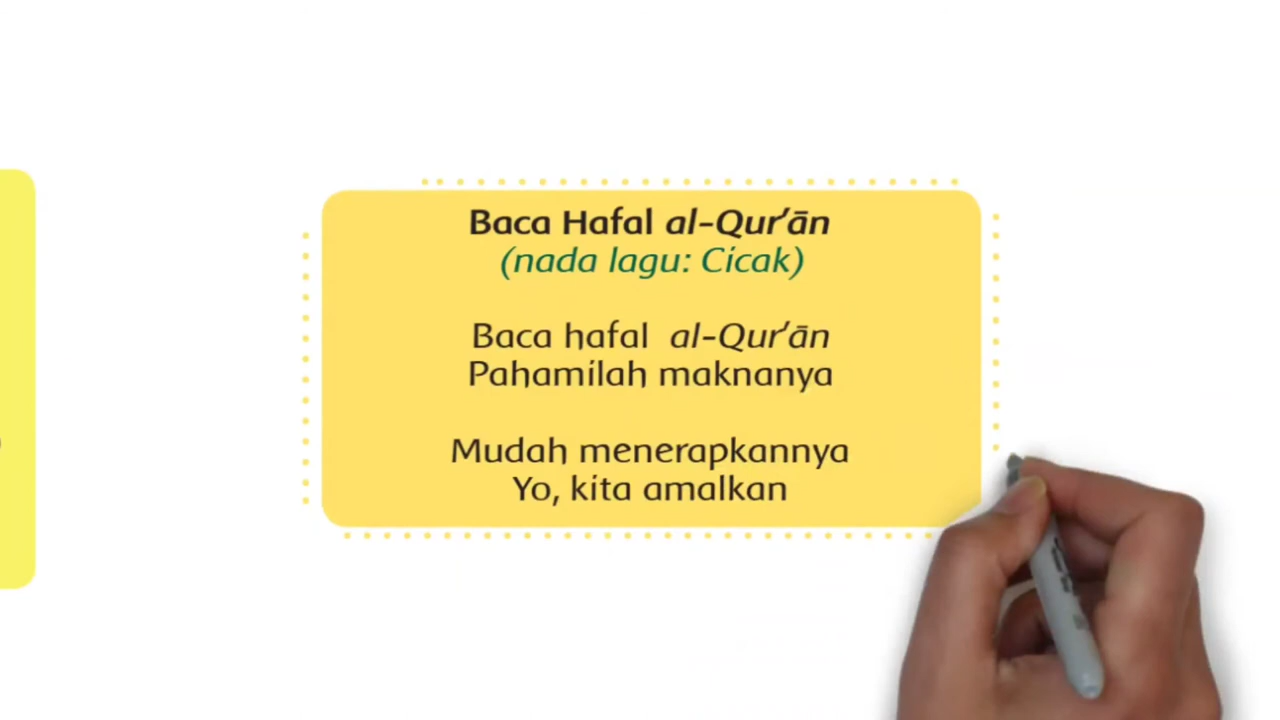 Baca Hafal al-Qur’ān
(nada lagu: Cicak)
Baca hafal al-Qur’ān
Pahamilah maknanya
Mudah menerapkannya
Yo, kita amalkan